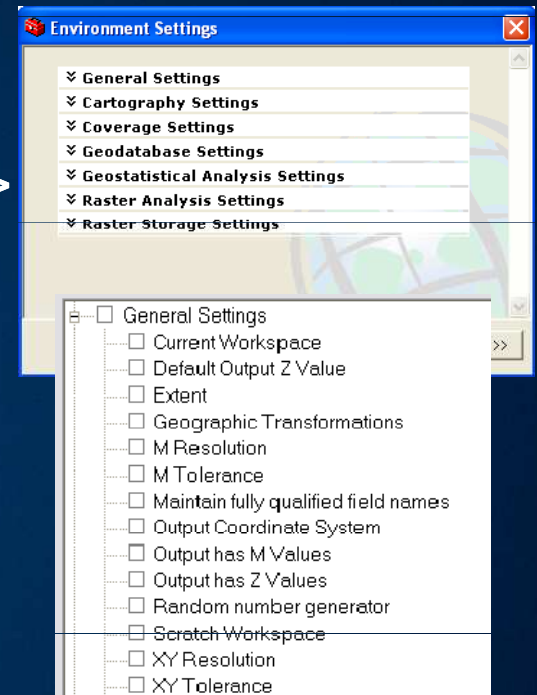 Environment Settings
General Settings
Cartography Settings
Coverage Settings
Geodatabase Settings
Geostatistical Analysis Settings
Raster Analysis Settings
Raster Storage Settings
>
>>
General Settings
Current Workspace
Default Output Z Value
Extent
Geographic Transformations
M Resolution
M Tolerance
Maintain fully qualified field names
Output Coordinate System
Output has M Values
Output has Z Values
Random number generator
Scratch Workspace
XY Resolution
XY Tolerance